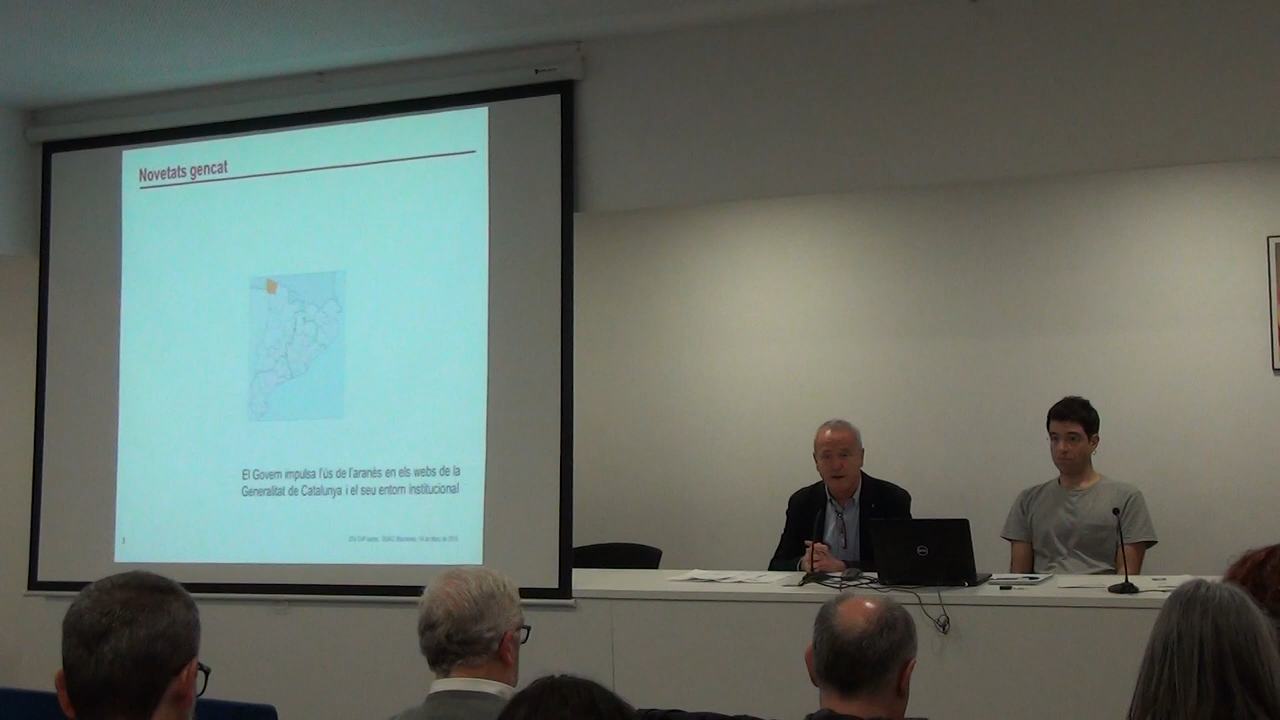 Novetats gencat
El Govern impulsa l'ús de l'aranès en els webs de la
Generalitat de Catalunya i el seu entorn institucional
DELL